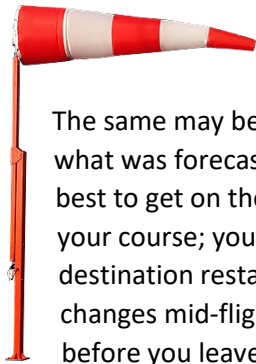 The same may be
what was forecas
best to get on the
your course; you
destination resta
changes mid-flig
before you leave